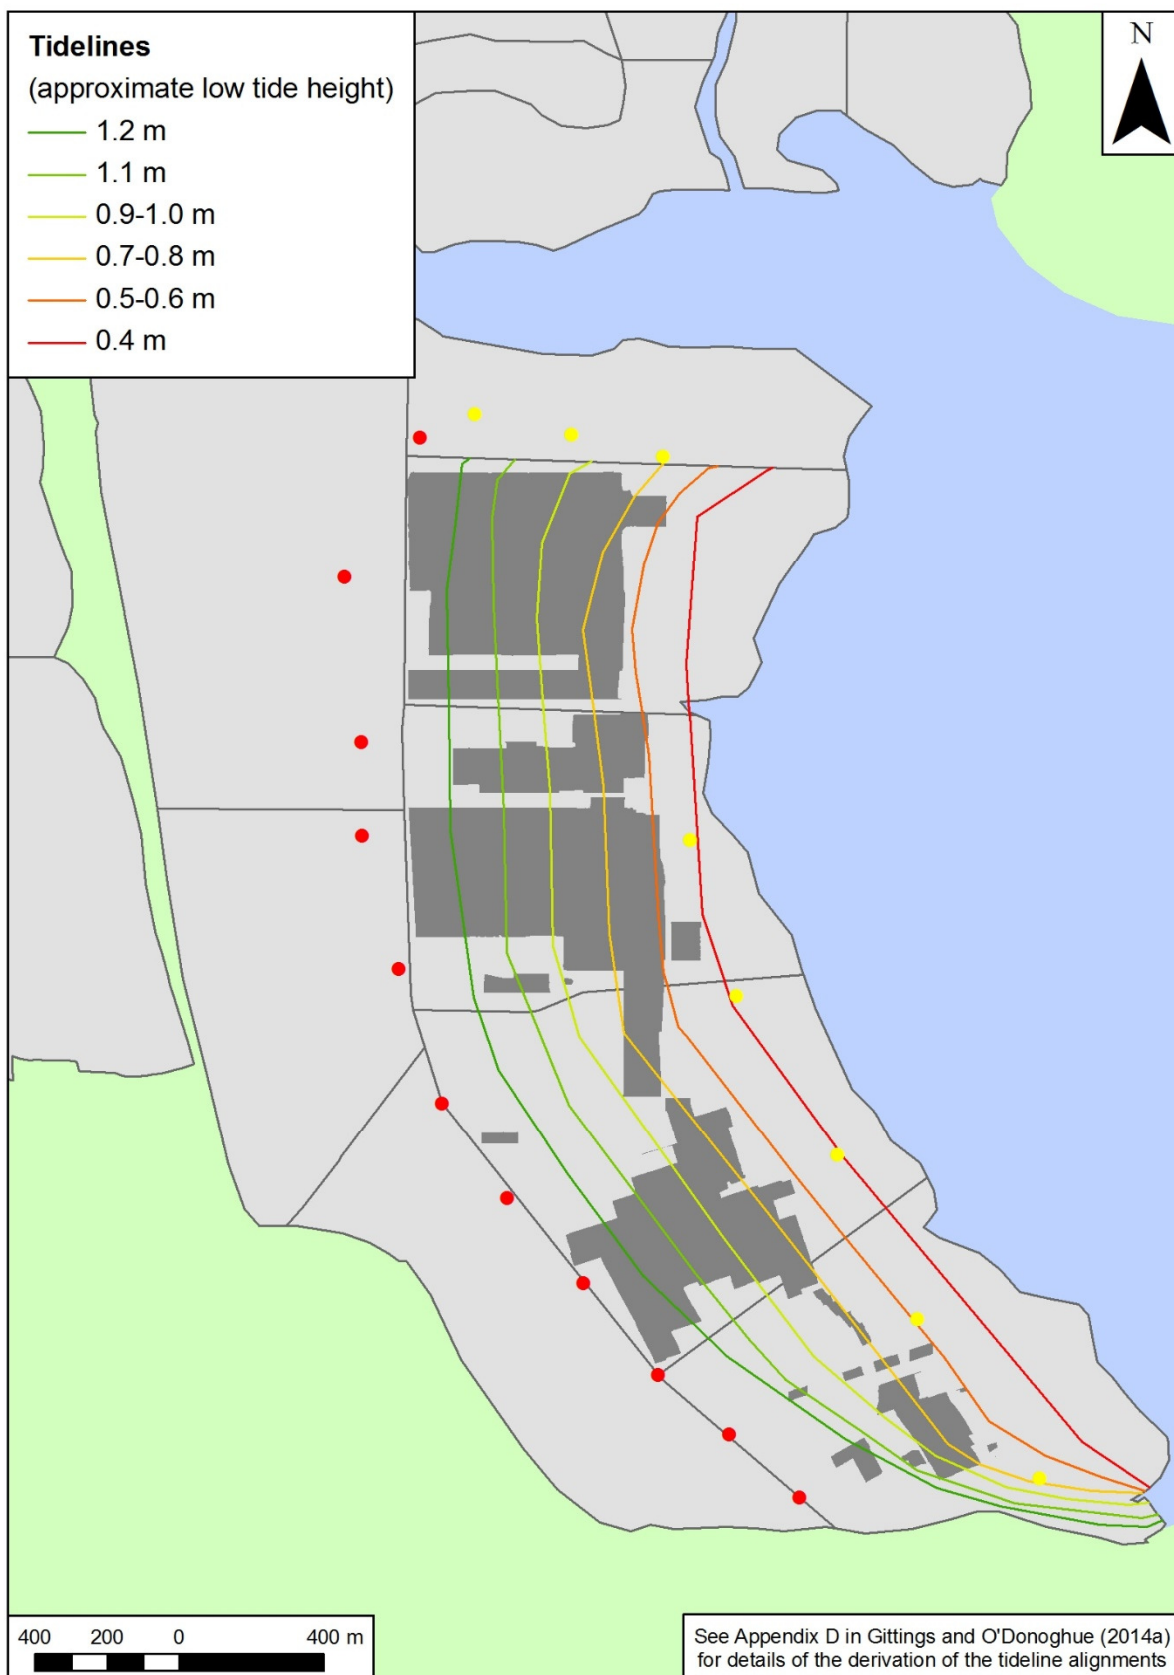 Tidelines
(approximate low tide height)
1.2 m
1.1 m
0.9-1.0 m
0.7-0.8 m
0.5-0.6 m
0.4 m
N
400 200 0 400 m
See Appendix D in Gittings and O'Donoghue (2014a)
for details of the derivation of the tideline alignments